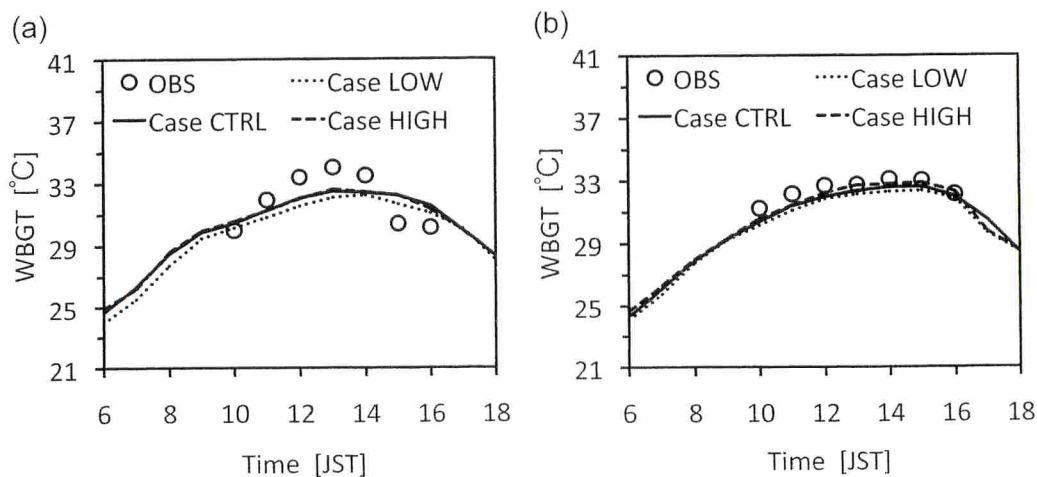 (a)
41
37
33
29
25
21
WBGT [°C]
OBS
Case LOW
Case CTRL
Case HIGH
6 8 10 12 14 16 18
Time [JST]
(b)
41
37
33
29
25
21
WBGT [°C]
OBS
Case LOW
Case CTRL
Case HIGH
6 8 10 12 14 16 18
Time [JST]